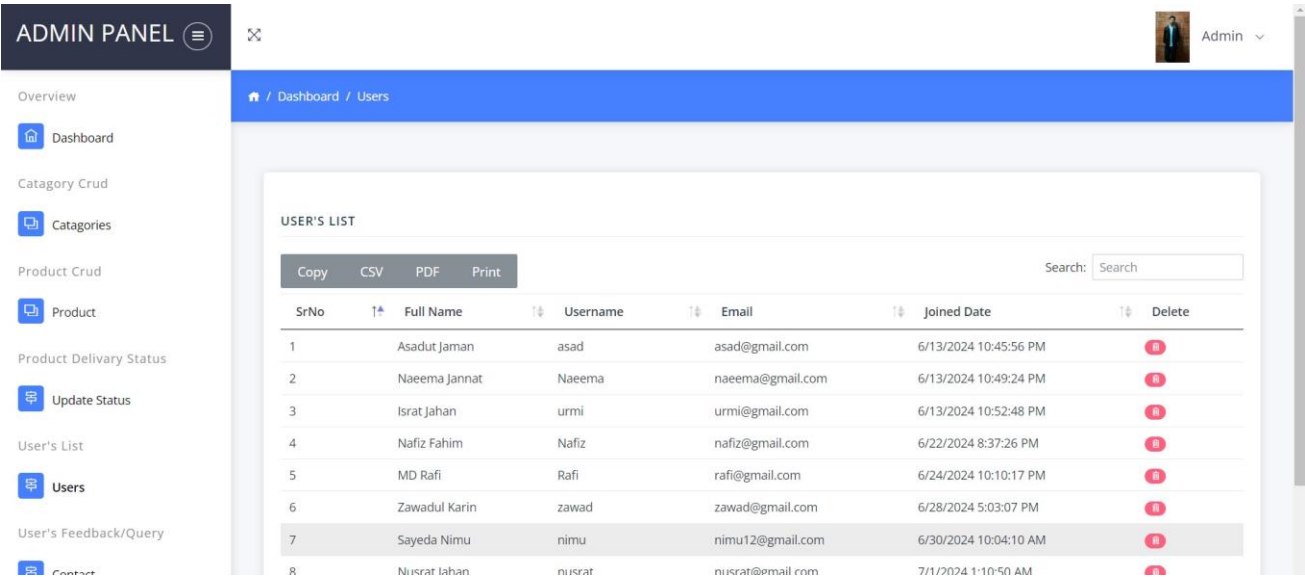 ADMIN PANEL
Admin
Overview
/ Dashboard / Users
Dashboard
Catagory Crud
Catagories
USER'S LIST
Product Crud
Copy CSV PDF Print Search: Search
Product
SrNo Full Name Username Email Joined Date Delete
1 Asadut Jaman asad asad@gmail.com 6/13/2024 10:45:56 PM
Product Delivary Status
2 Naeema Jannat Naeema naeema@gmail.com 6/13/2024 10:49:24 PM
Update Status
3 Israt Jahan urmi urmi@gmail.com 6/13/2024 10:52:48 PM
User's List
4 Nafiz Fahim Nafiz nafiz@gmail.com 6/22/2024 8:37:26 PM
5 MD Rafi Rafi rafi@gmail.com 6/24/2024 10:10:17 PM
Users
6 Zawadul Karin zawad zawad@gmail.com 6/28/2024 5:03:07 PM
User's Feedback/Query
7 Sayeda Nimu nimu nimu12@gmail.com 6/30/2024 10:04:10 AM
Contact
8 Nusrat Jahan nusrat nusrat@gmail.com 7/1/2024 1:10:50 AM